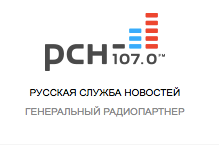 рсн 107.0™
РУССКАЯ СЛУЖБА НОВОСТЕЙ
ГЕНЕРАЛЬНЫЙ РАДИОПАРТНЕР